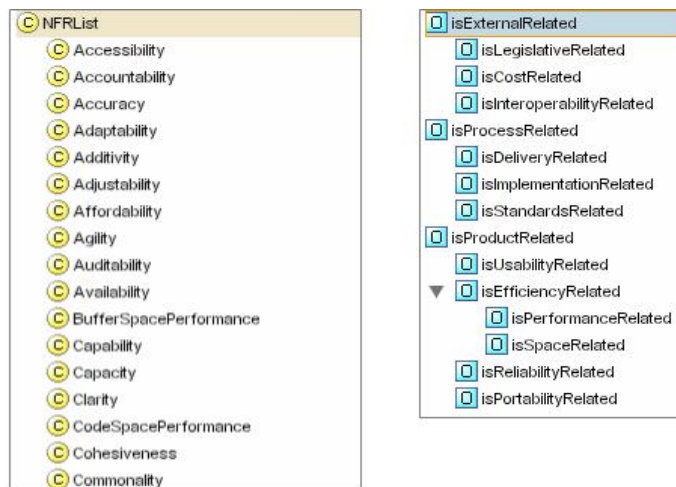 NFRList
Accessibility
Accountability
Accuracy
Adaptability
Additivity
Adjustability
Affordability
Agility
Auditability
Availability
BufferSpacePerformance
Capability
Capacity
Clarity
CodeSpacePerformance
Cohesiveness
Commonality
isExternalRelated
isLegislativeRelated
isCostRelated
isInteroperabilityRelated
isProcessRelated
isDeliveryRelated
isImplementationRelated
isStandardsRelated
isProductRelated
isUsabilityRelated
isEfficiencyRelated
isPerformanceRelated
isSpaceRelated
isReliabilityRelated
isPortabilityRelated